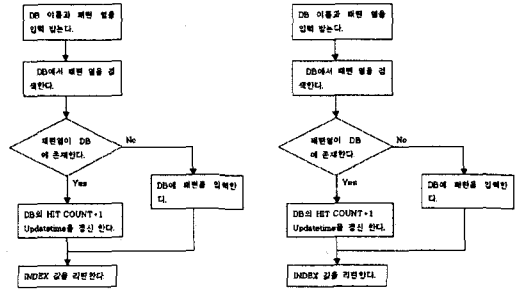 DB 이름과 패턴 열을
입력 받는다.
DB에서 패턴 열을 검
색한다.
패턴열이 DB
에 존재한다.
No
Yes
DB에 패턴을 입력한
다.
DB의 HIT COUNT+1
Updatetime을 갱신 한다.
INDEX 값을 리턴한다.
DB 이름과 패턴 열을
입력 받는다.
DB에서 패턴 열을 검
색한다.
패턴열이 DB
에 존재한다.
No
Yes
DB에 패턴을 입력한
다.
DB의 HIT COUNT+1
Updatetime을 갱신 한다.
INDEX 값을 리턴한다.